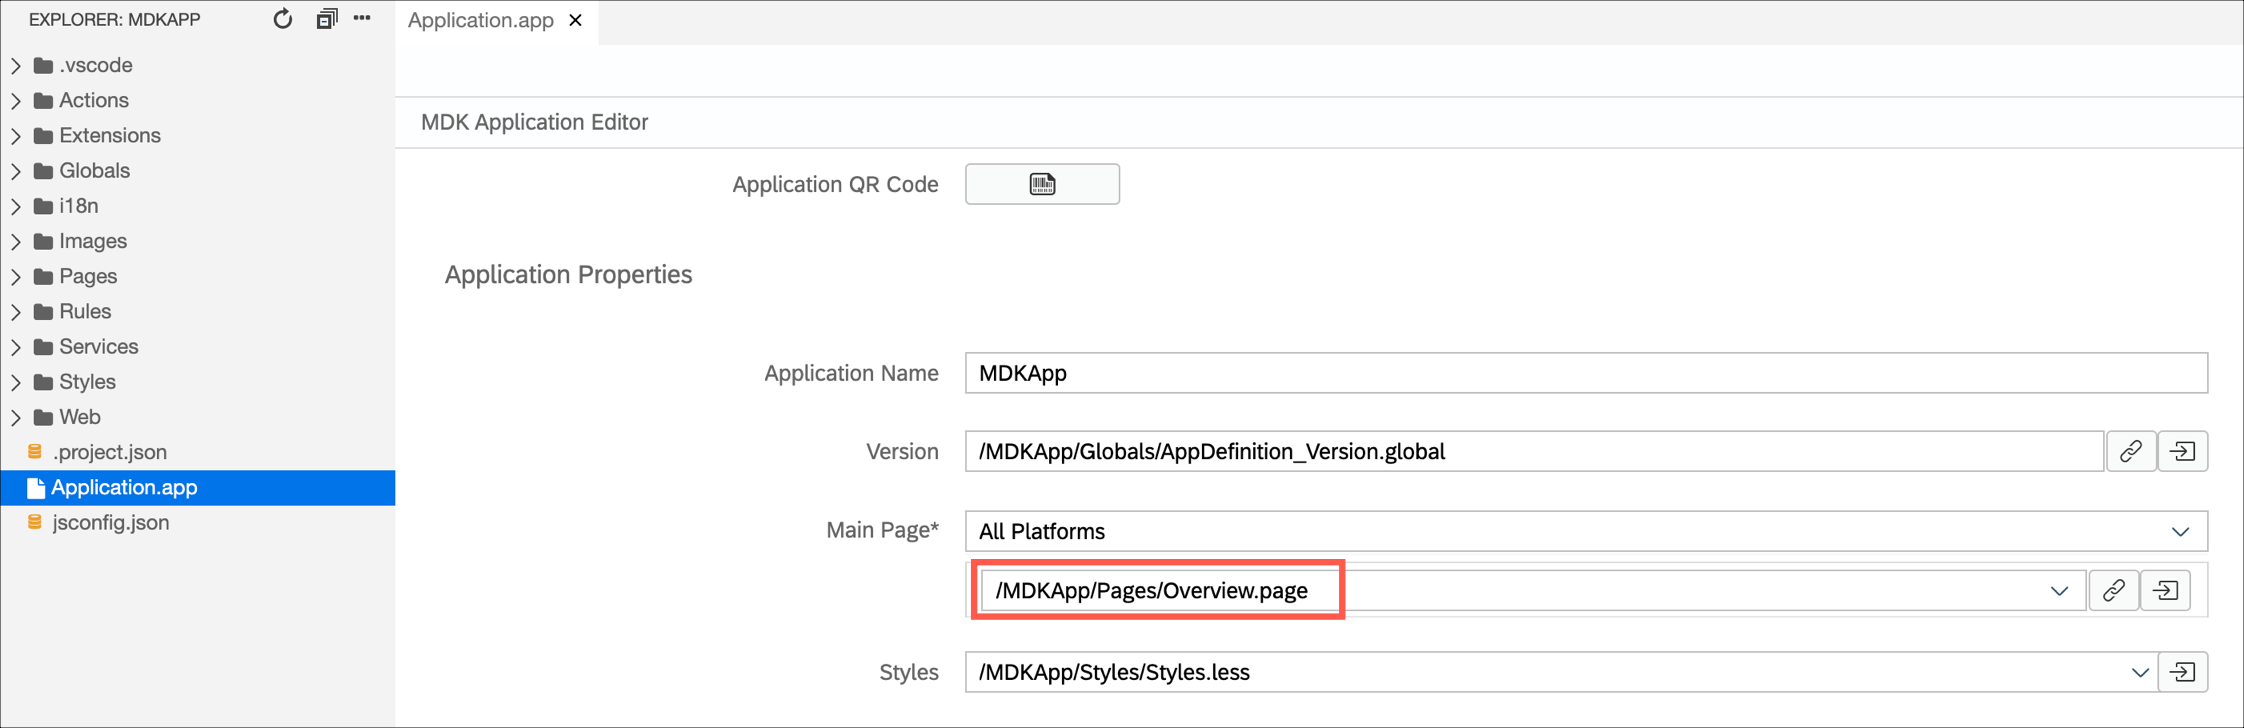 EXPLORER: MDKAPP
Application.app
.vscode
Actions
Extensions
Globals
i18n
Images
Pages
Rules
Services
Styles
Web
.project.json
Application.app
jsconfig.json
MDK Application Editor
Application QR Code
Application Properties
Application Name
MDKApp
Version
/MDKApp/Globals/AppDefinition_Version.global
Main Page*
All Platforms
/MDKApp/Pages/Overview.page
Styles
/MDKApp/Styles/Styles.less